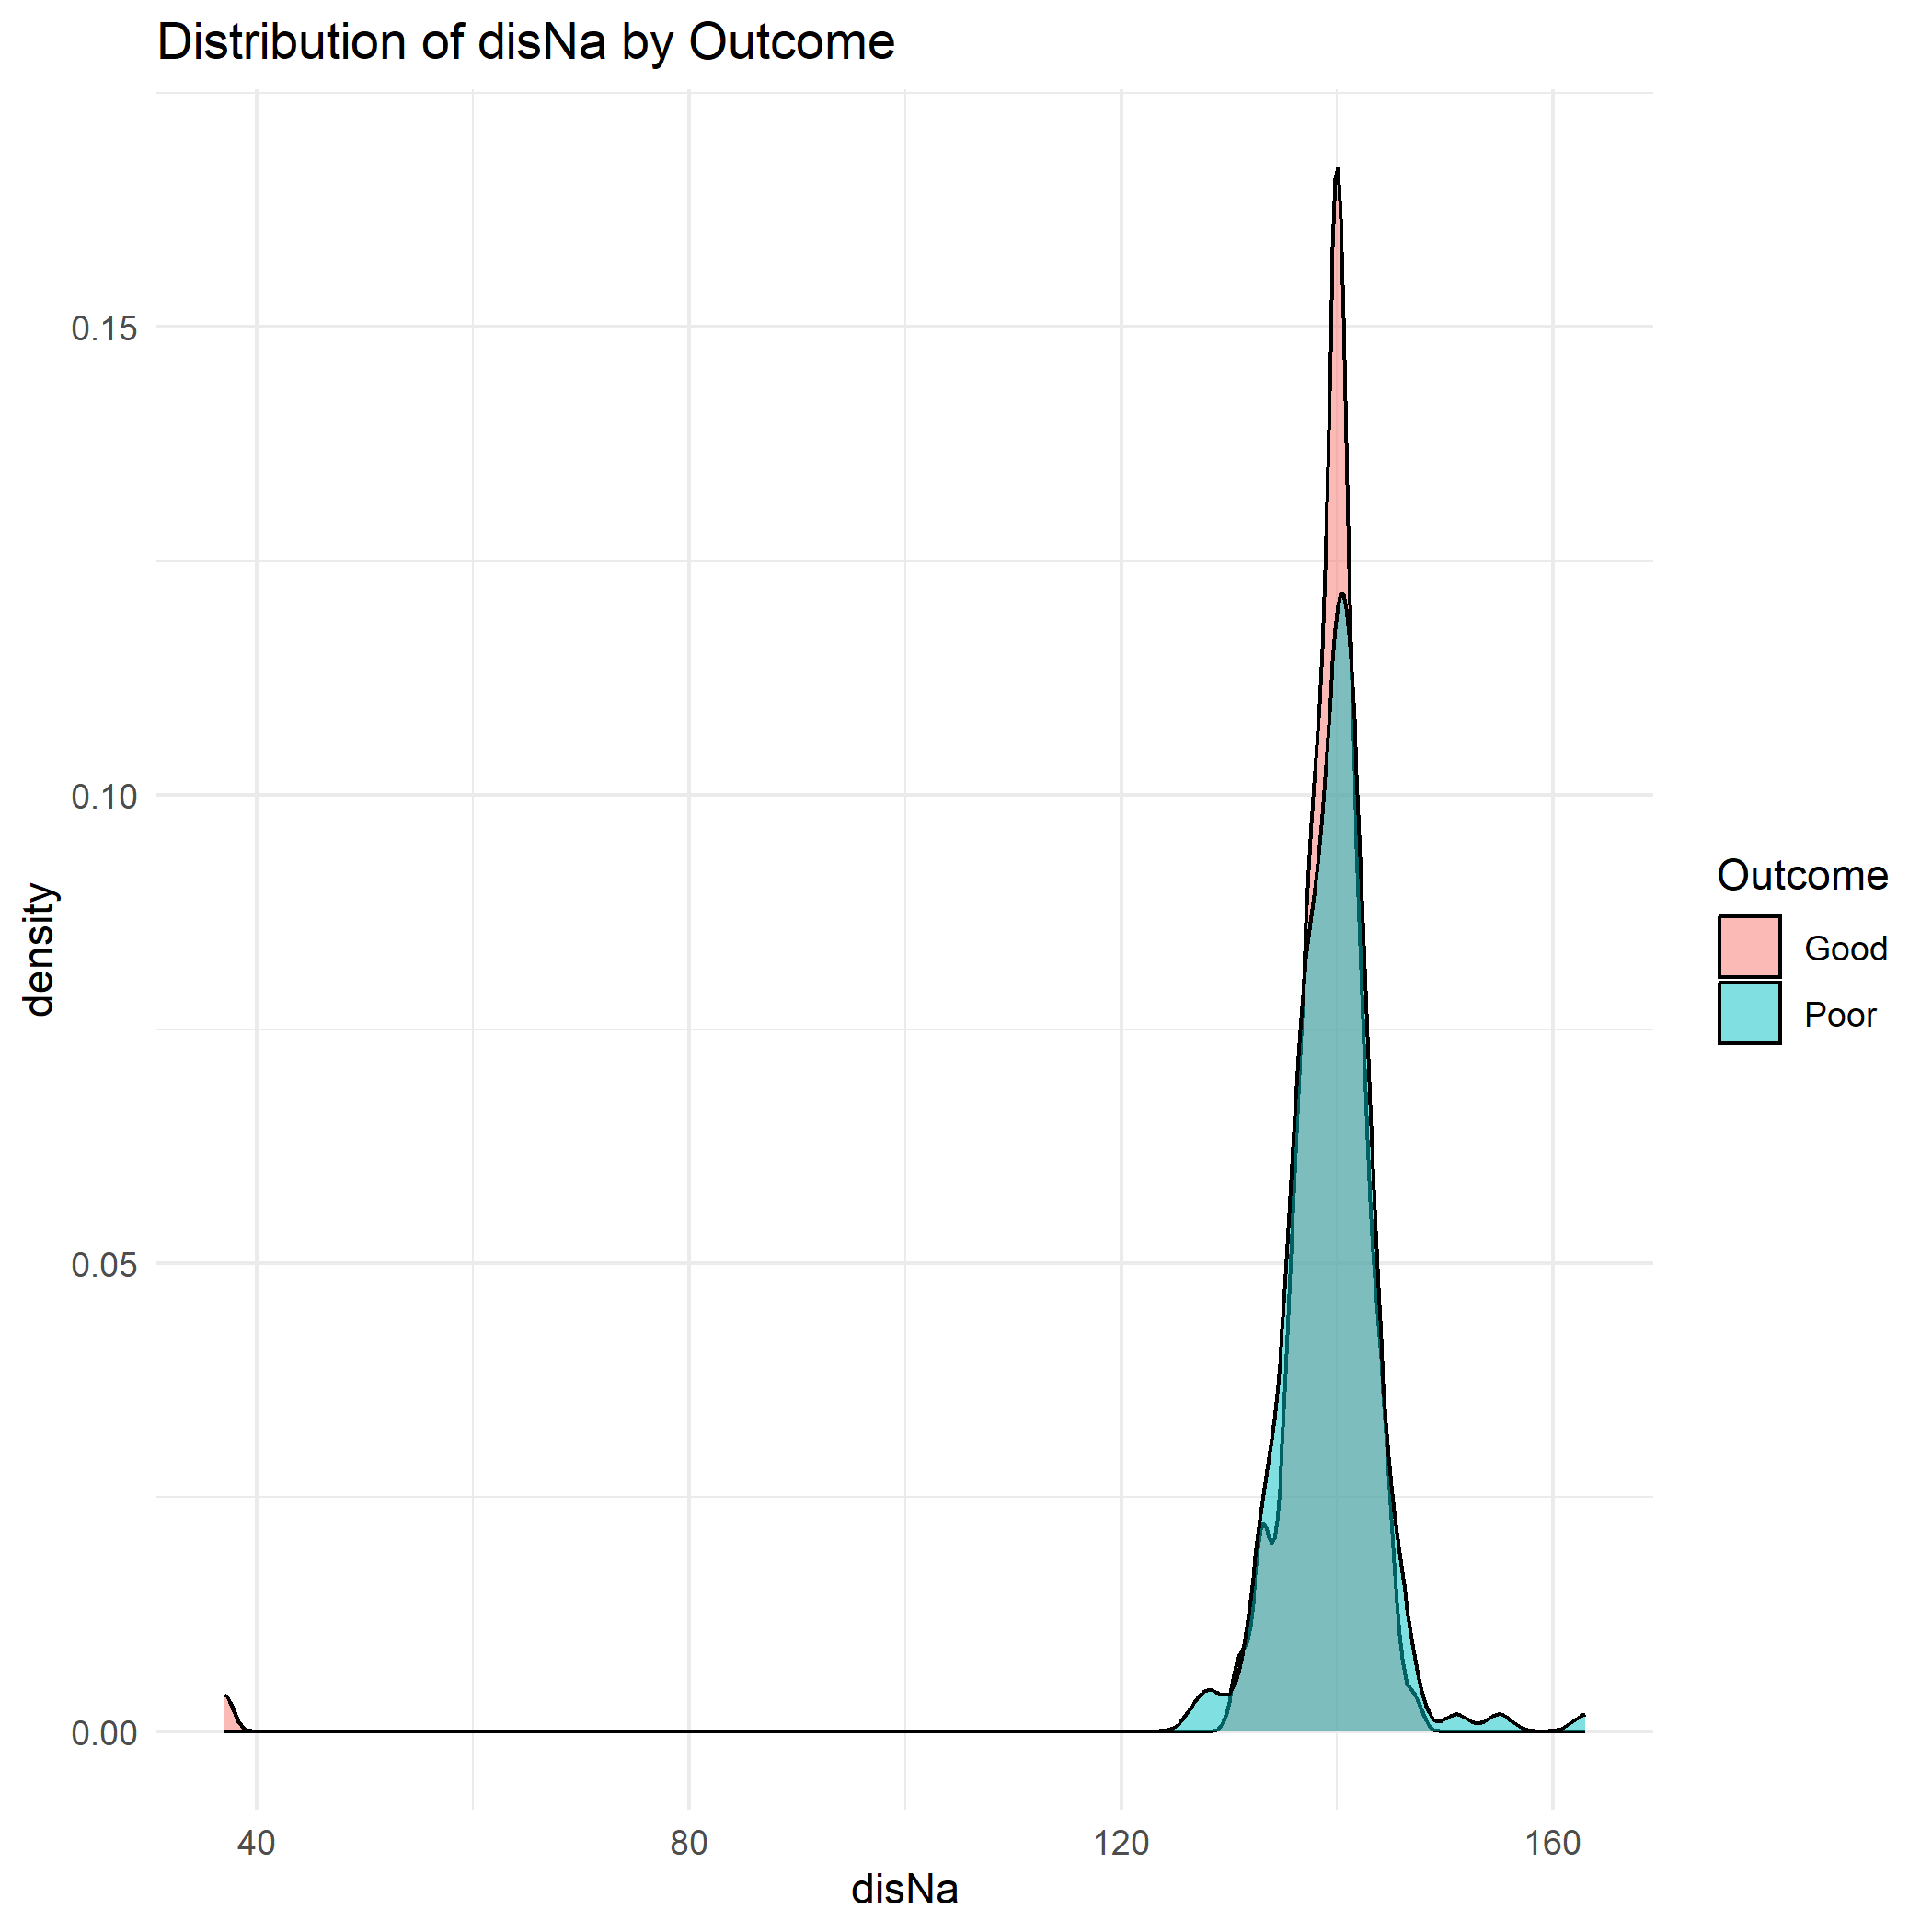 Distribution of disNa by Outcome
0.15
0.10
0.05
0.00
density
40 80 120 160
disNa
Outcome
Good
Poor